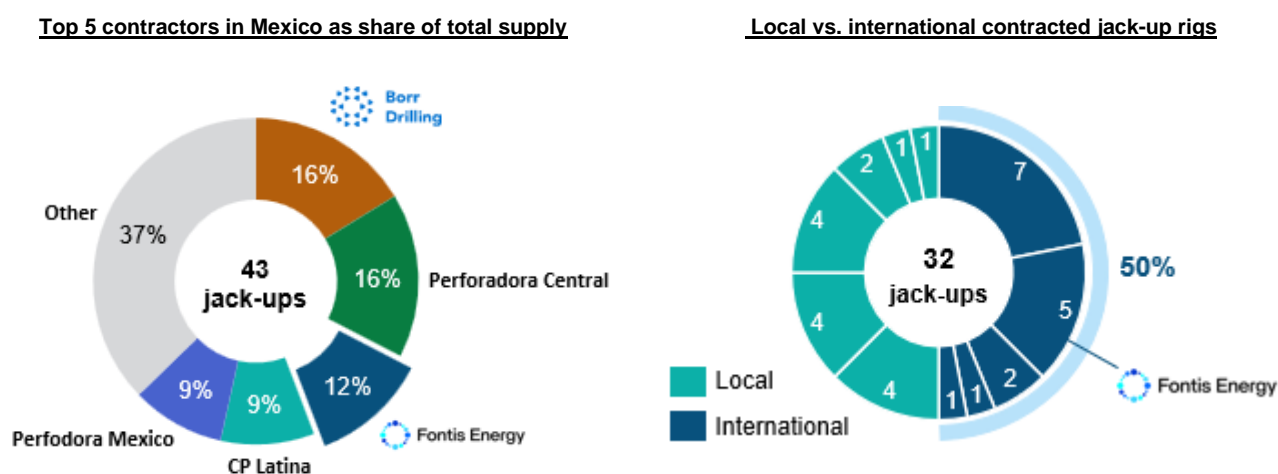 Top 5 contractors in Mexico as share of total supply
Borr
Drilling
16%
Other
37%
43
jack-ups
16%
Perforadora Central
12%
Fontis Energy
9%
9%
Perfodora Mexico
CP Latina
Local vs. international contracted jack-up rigs
1
1
2
7
4
32
jack-ups
50%
5
4
4
1
1
2
Fontis Energy
Local
International